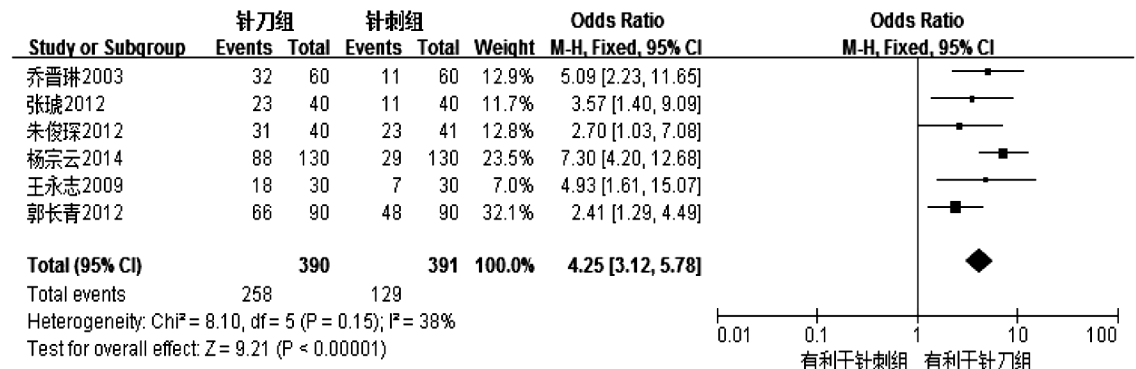 针刀组 针刺组 Odds Ratio Odds Ratio
Study or Subgroup Events Total Events Total Weight M-H, Fixed, 95% CI M-H, Fixed, 95% CI
乔晋琳2003 32 60 11 60 12.9% 5.09 [2.23, 11.65]
张琥2012 23 40 11 40 11.7% 3.57 [1.40, 9.09]
朱俊琛2012 31 40 23 41 12.8% 2.70 [1.03, 7.08]
杨宗云2014 88 130 29 130 23.5% 7.30 [4.20, 12.68]
王永志2009 18 30 7 30 7.0% 4.93 [1.61, 15.07]
郭长青2012 66 90 48 90 32.1% 2.41 [1.29, 4.49]
Total (95% CI) 390 391 100.0% 4.25 [3.12, 5.78]
Total events 258 129
Heterogeneity: Chi² = 8.10, df = 5 (P = 0.15); I² = 38%
Test for overall effect: Z = 9.21 (P < 0.00001)
0.01 0.1 1 10 100
有利于针刺组 有利于针刀组